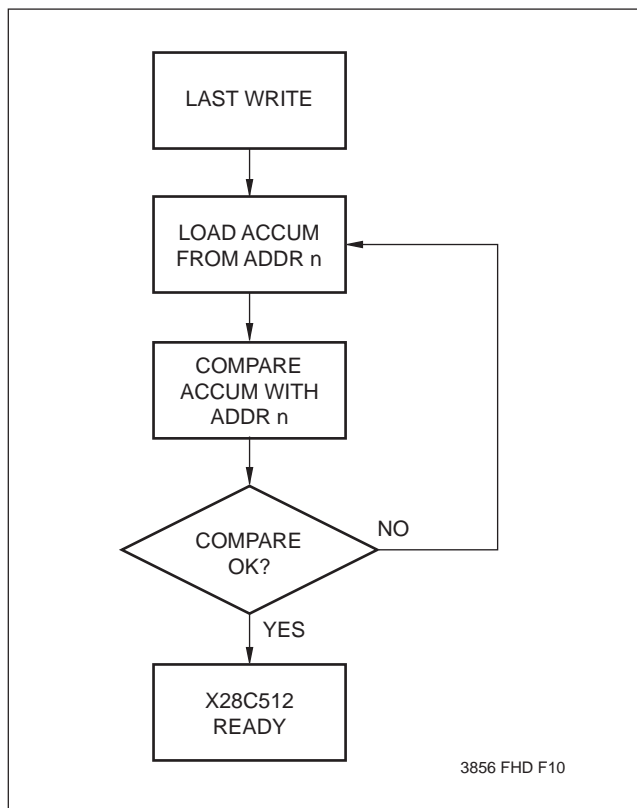 LAST WRITE
LOAD ACCUM
FROM ADDR n
COMPARE
ACCUM WITH
ADDR n
COMPARE
OK?
NO
YES
X28C512
READY
3856 FHD F10